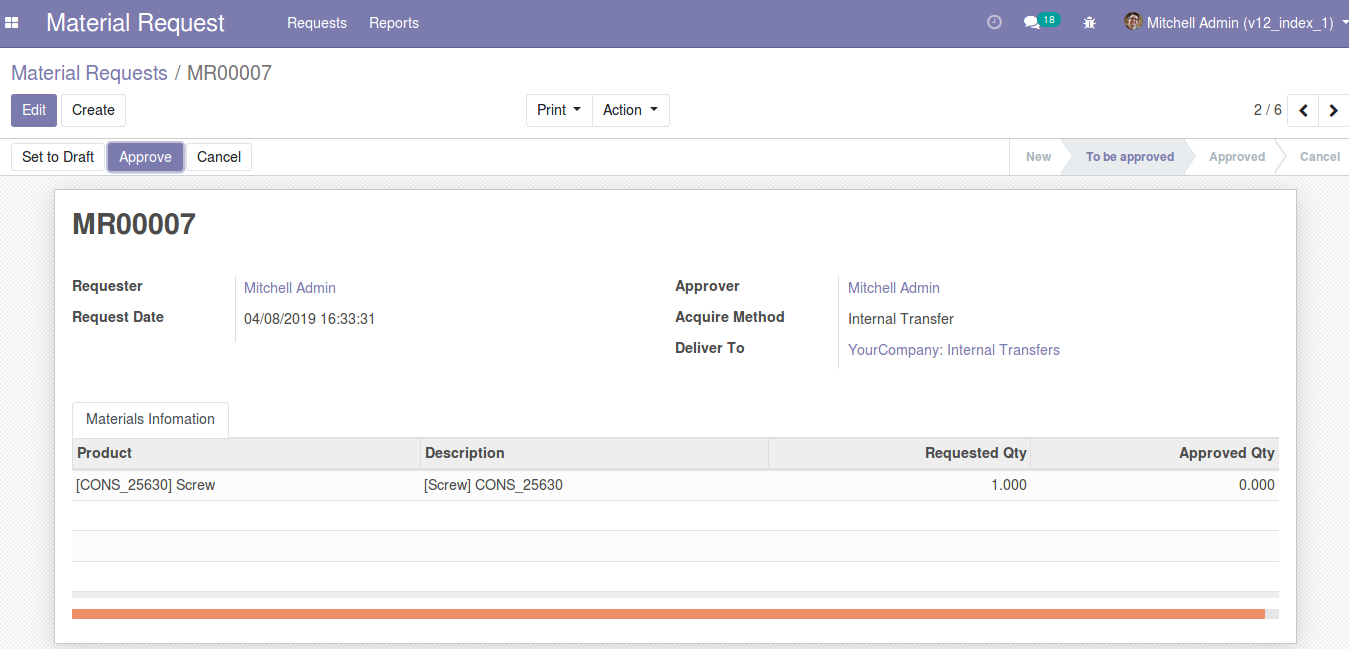 Material Request Requests Reports 18 Mitchell Admin (v12_index_1)
Material Requests / MR00007
Edit Create Print Action 2 / 6
Set to Draft Approve Cancel New To be approved Approved Cancel
MR00007
Requester Mitchell Admin Approver Mitchell Admin
Request Date 04/08/2019 16:33:31 Acquire Method Internal Transfer
Deliver To YourCompany: Internal Transfers
Materials Infomation
Product Description Requested Qty Approved Qty
[CONS_25630] Screw [Screw] CONS_25630 1.000 0.000